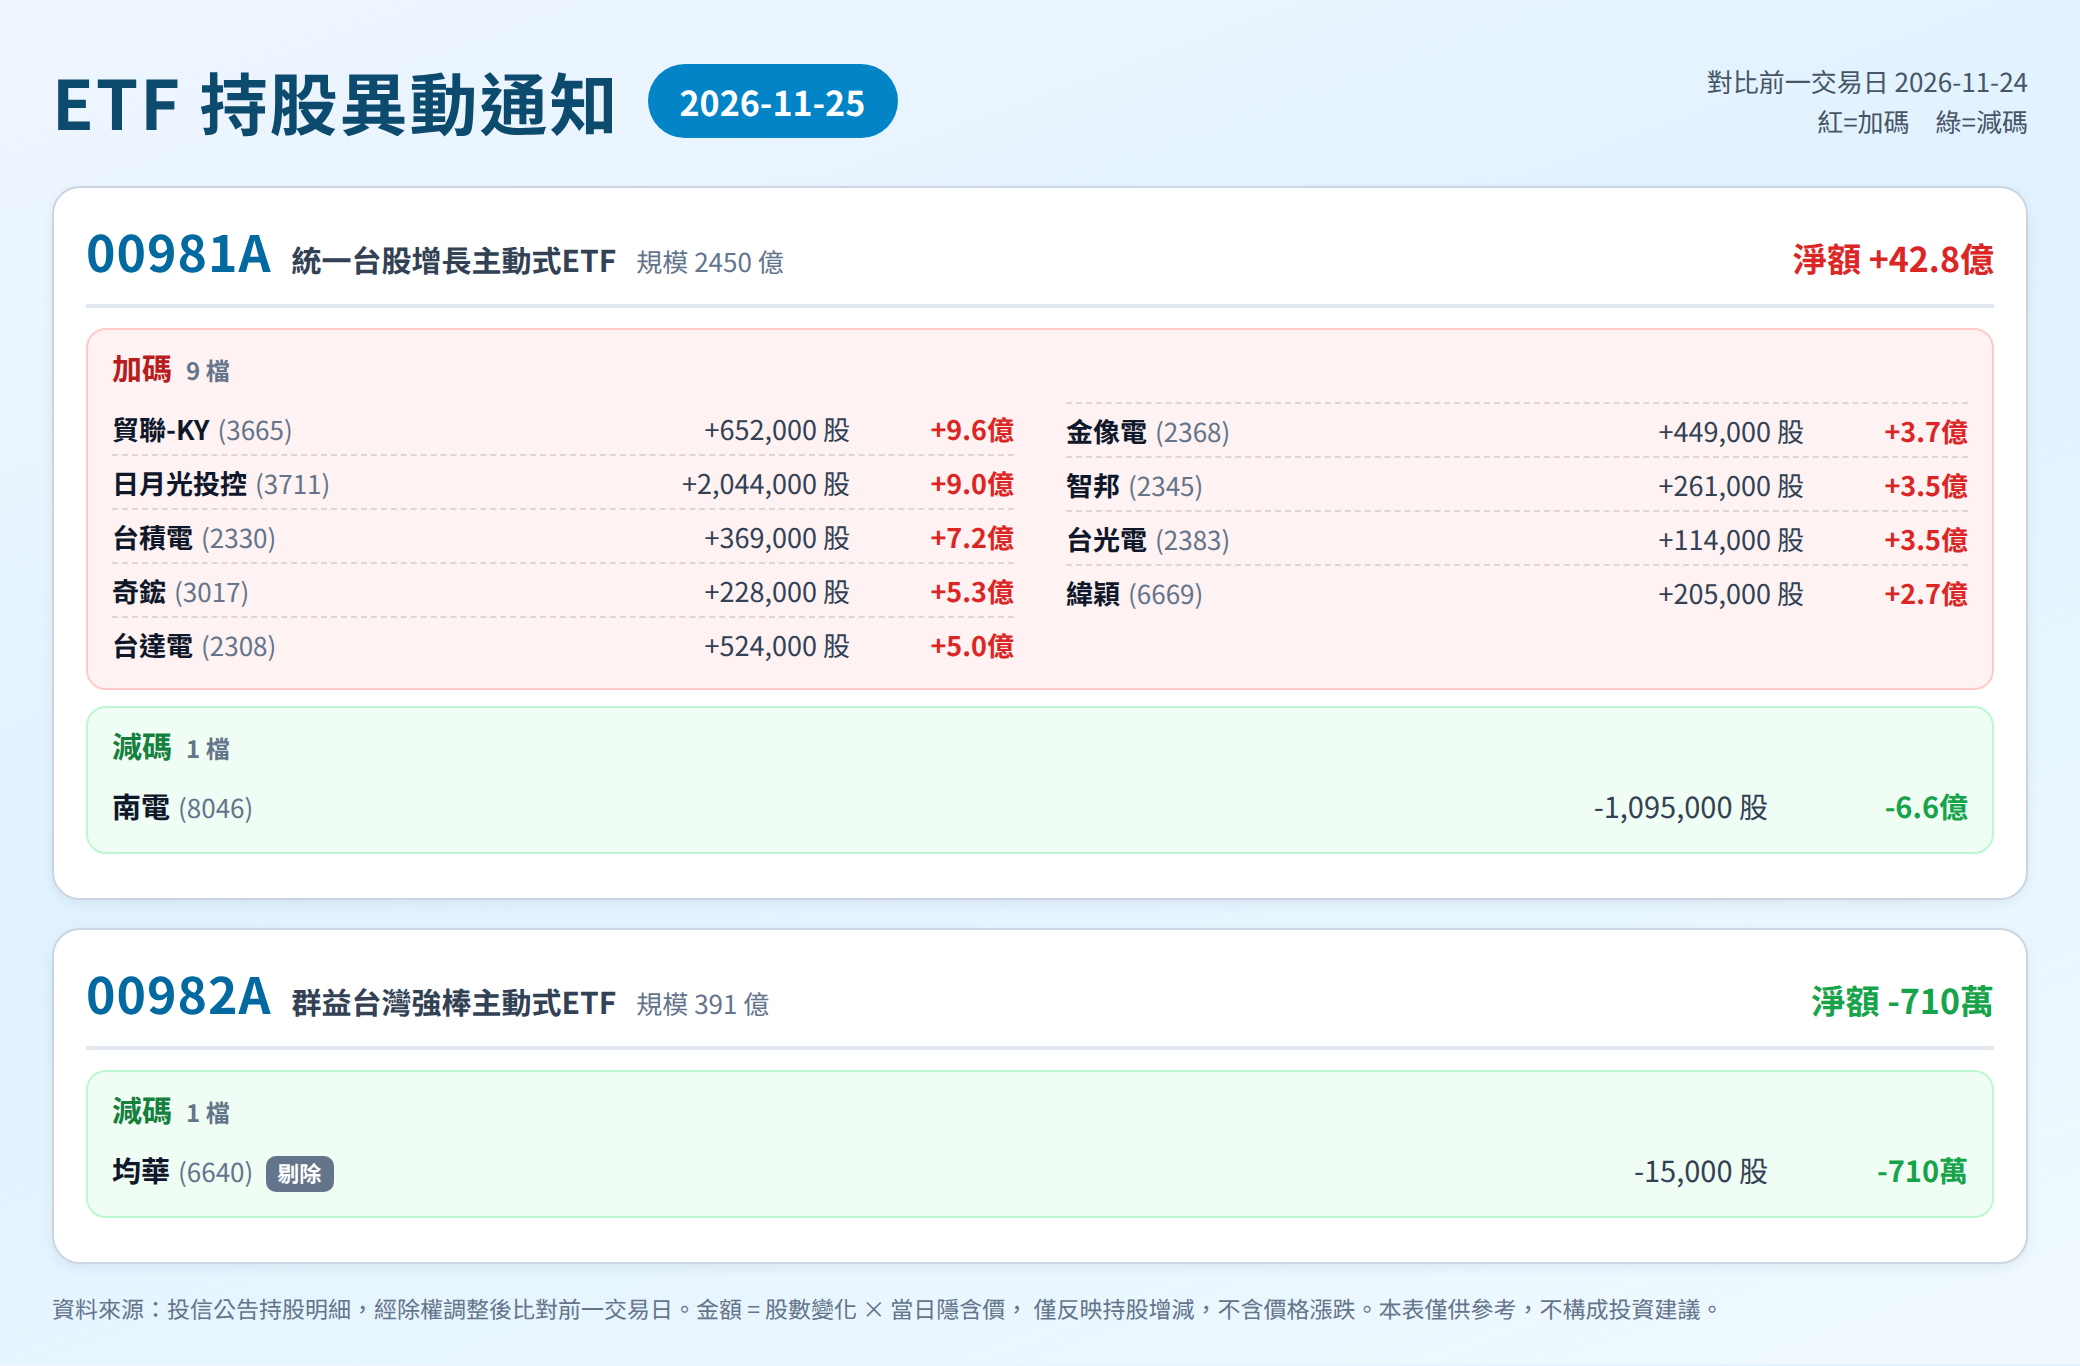 ETF 持股異動通知
2026-11-25
對比前一交易日 2026-11-24
紅=加碼　綠=減碼
00981A 統一台股增長主動式ETF 規模 2450 億
淨額 +42.8億
加碼 9 檔
貿聯-KY (3665) +652,000 股 +9.6億
日月光投控 (3711) +2,044,000 股 +9.0億
台積電 (2330) +369,000 股 +7.2億
奇鋐 (3017) +228,000 股 +5.3億
台達電 (2308) +524,000 股 +5.0億
金像電 (2368) +449,000 股 +3.7億
智邦 (2345) +261,000 股 +3.5億
台光電 (2383) +114,000 股 +3.5億
緯穎 (6669) +205,000 股 +2.7億
減碼 1 檔
南電 (8046) -1,095,000 股 -6.6億
00982A 群益台灣強棒主動式ETF 規模 391 億
淨額 -710萬
減碼 1 檔
均華 (6640) 剔除 -15,000 股 -710萬
資料來源：投信公告持股明細，經除權調整後比對前一交易日。金額 = 股數變化 × 當日隱含價， 僅反映持股增減，不含價格漲跌。本表僅供參考，不構成投資建議。